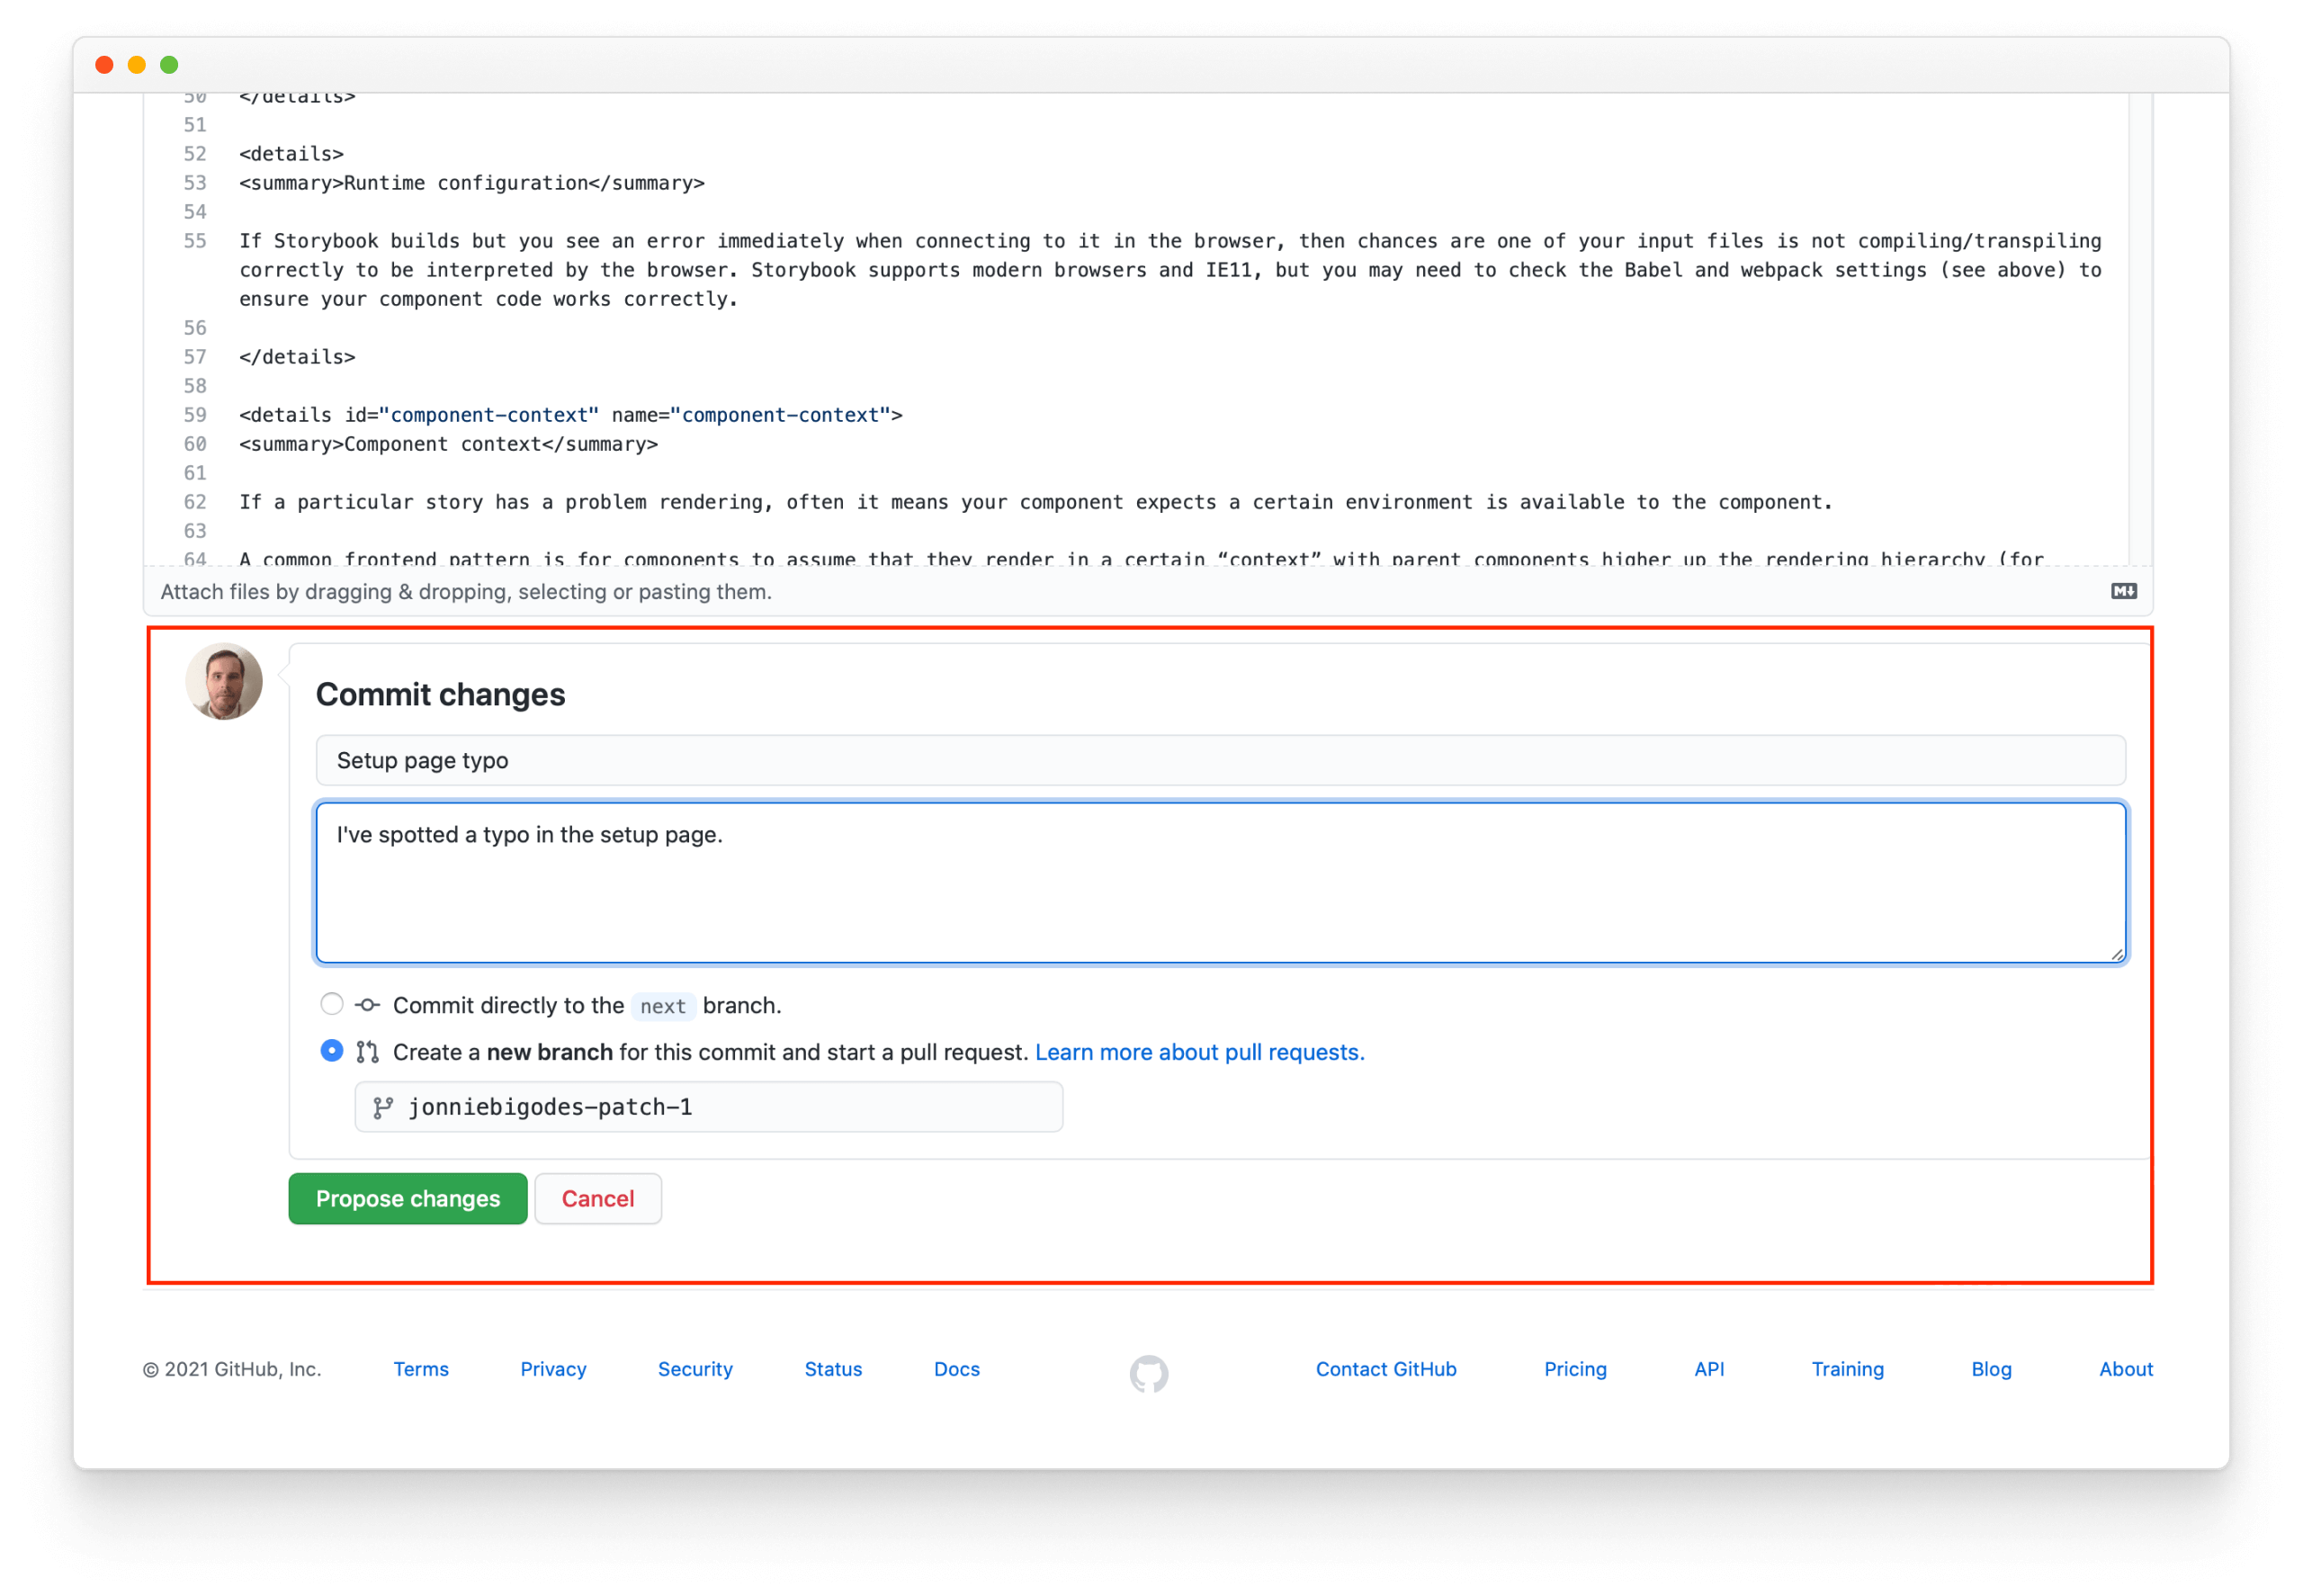 50 </details>
51
52 <details>
53 <summary>Runtime configuration</summary>
54
55 If Storybook builds but you see an error immediately when connecting to it in the browser, then chances are one of your input files is not compiling/transpiling
correctly to be interpreted by the browser. Storybook supports modern browsers and IE11, but you may need to check the Babel and webpack settings (see above) to
ensure your component code works correctly.
56
57 </details>
58
59 <details id="component-context" name="component-context">
60 <summary>Component context</summary>
61
62 If a particular story has a problem rendering, often it means your component expects a certain environment is available to the component.
63
64 A common frontend pattern is for components to assume that they render in a certain “context” with parent components higher up the rendering hierarchy (for
Attach files by dragging & dropping, selecting or pasting them.
M
Commit changes
Setup page typo
I've spotted a typo in the setup page.
Commit directly to the next branch.
Create a new branch for this commit and start a pull request. Learn more about pull requests.
jonniebigodes-patch-1
Propose changes Cancel
© 2021 GitHub, Inc. Terms Privacy Security Status Docs Contact GitHub Pricing API Training Blog About